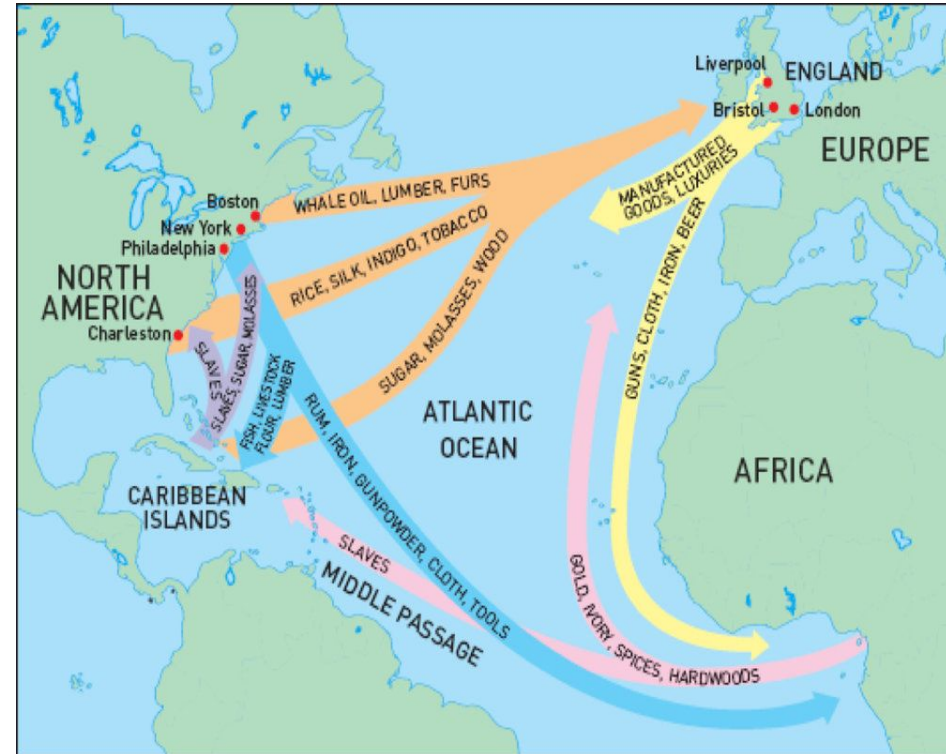 Liverpool
ENGLAND
Bristol
London
EUROPE
MANUFACTURED
GOODS, LUXURIES
WHALE OIL, LUMBER, FURS
Boston
New York
Philadelphia
RICE, SILK, INDIGO, TOBACCO
NORTH
AMERICA
Charleston
SLAVES
SLAVES, SUGAR, MOLASSES
FISH, LIVESTOCK
FLOUR, LUMBER
SUGAR, MOLASSES, WOOD
GUNS, CLOTH, IRON, BEER
ATLANTIC
OCEAN
AFRICA
CARIBBEAN
ISLANDS
RUM, IRON, GUNPOWDER, CLOTH, TOOLS
SLAVES
MIDDLE PASSAGE
GOLD, IVORY, SPICES, HARDWOODS